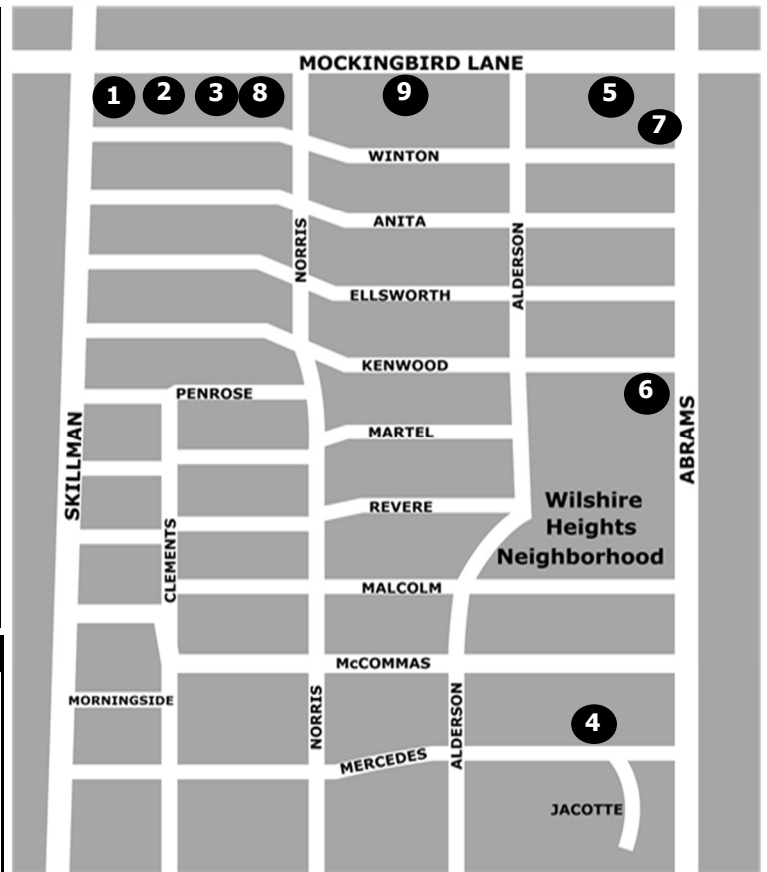 MOCKINGBIRD LANE
1
2
3
8
9
5
7
WINTON
ANITA
NORRIS
ALDERSON
ELLSWORTH
KENWOOD
PENROSE
6
MARTEL
SKILLMAN
ABRAMS
REVERE
Wilshire
Heights
Neighborhood
CLEMENTS
MALCOLM
McCOMMAS
MORNINGSIDE
NORRIS
ALDERSON
4
MERCEDES
JACOTTE